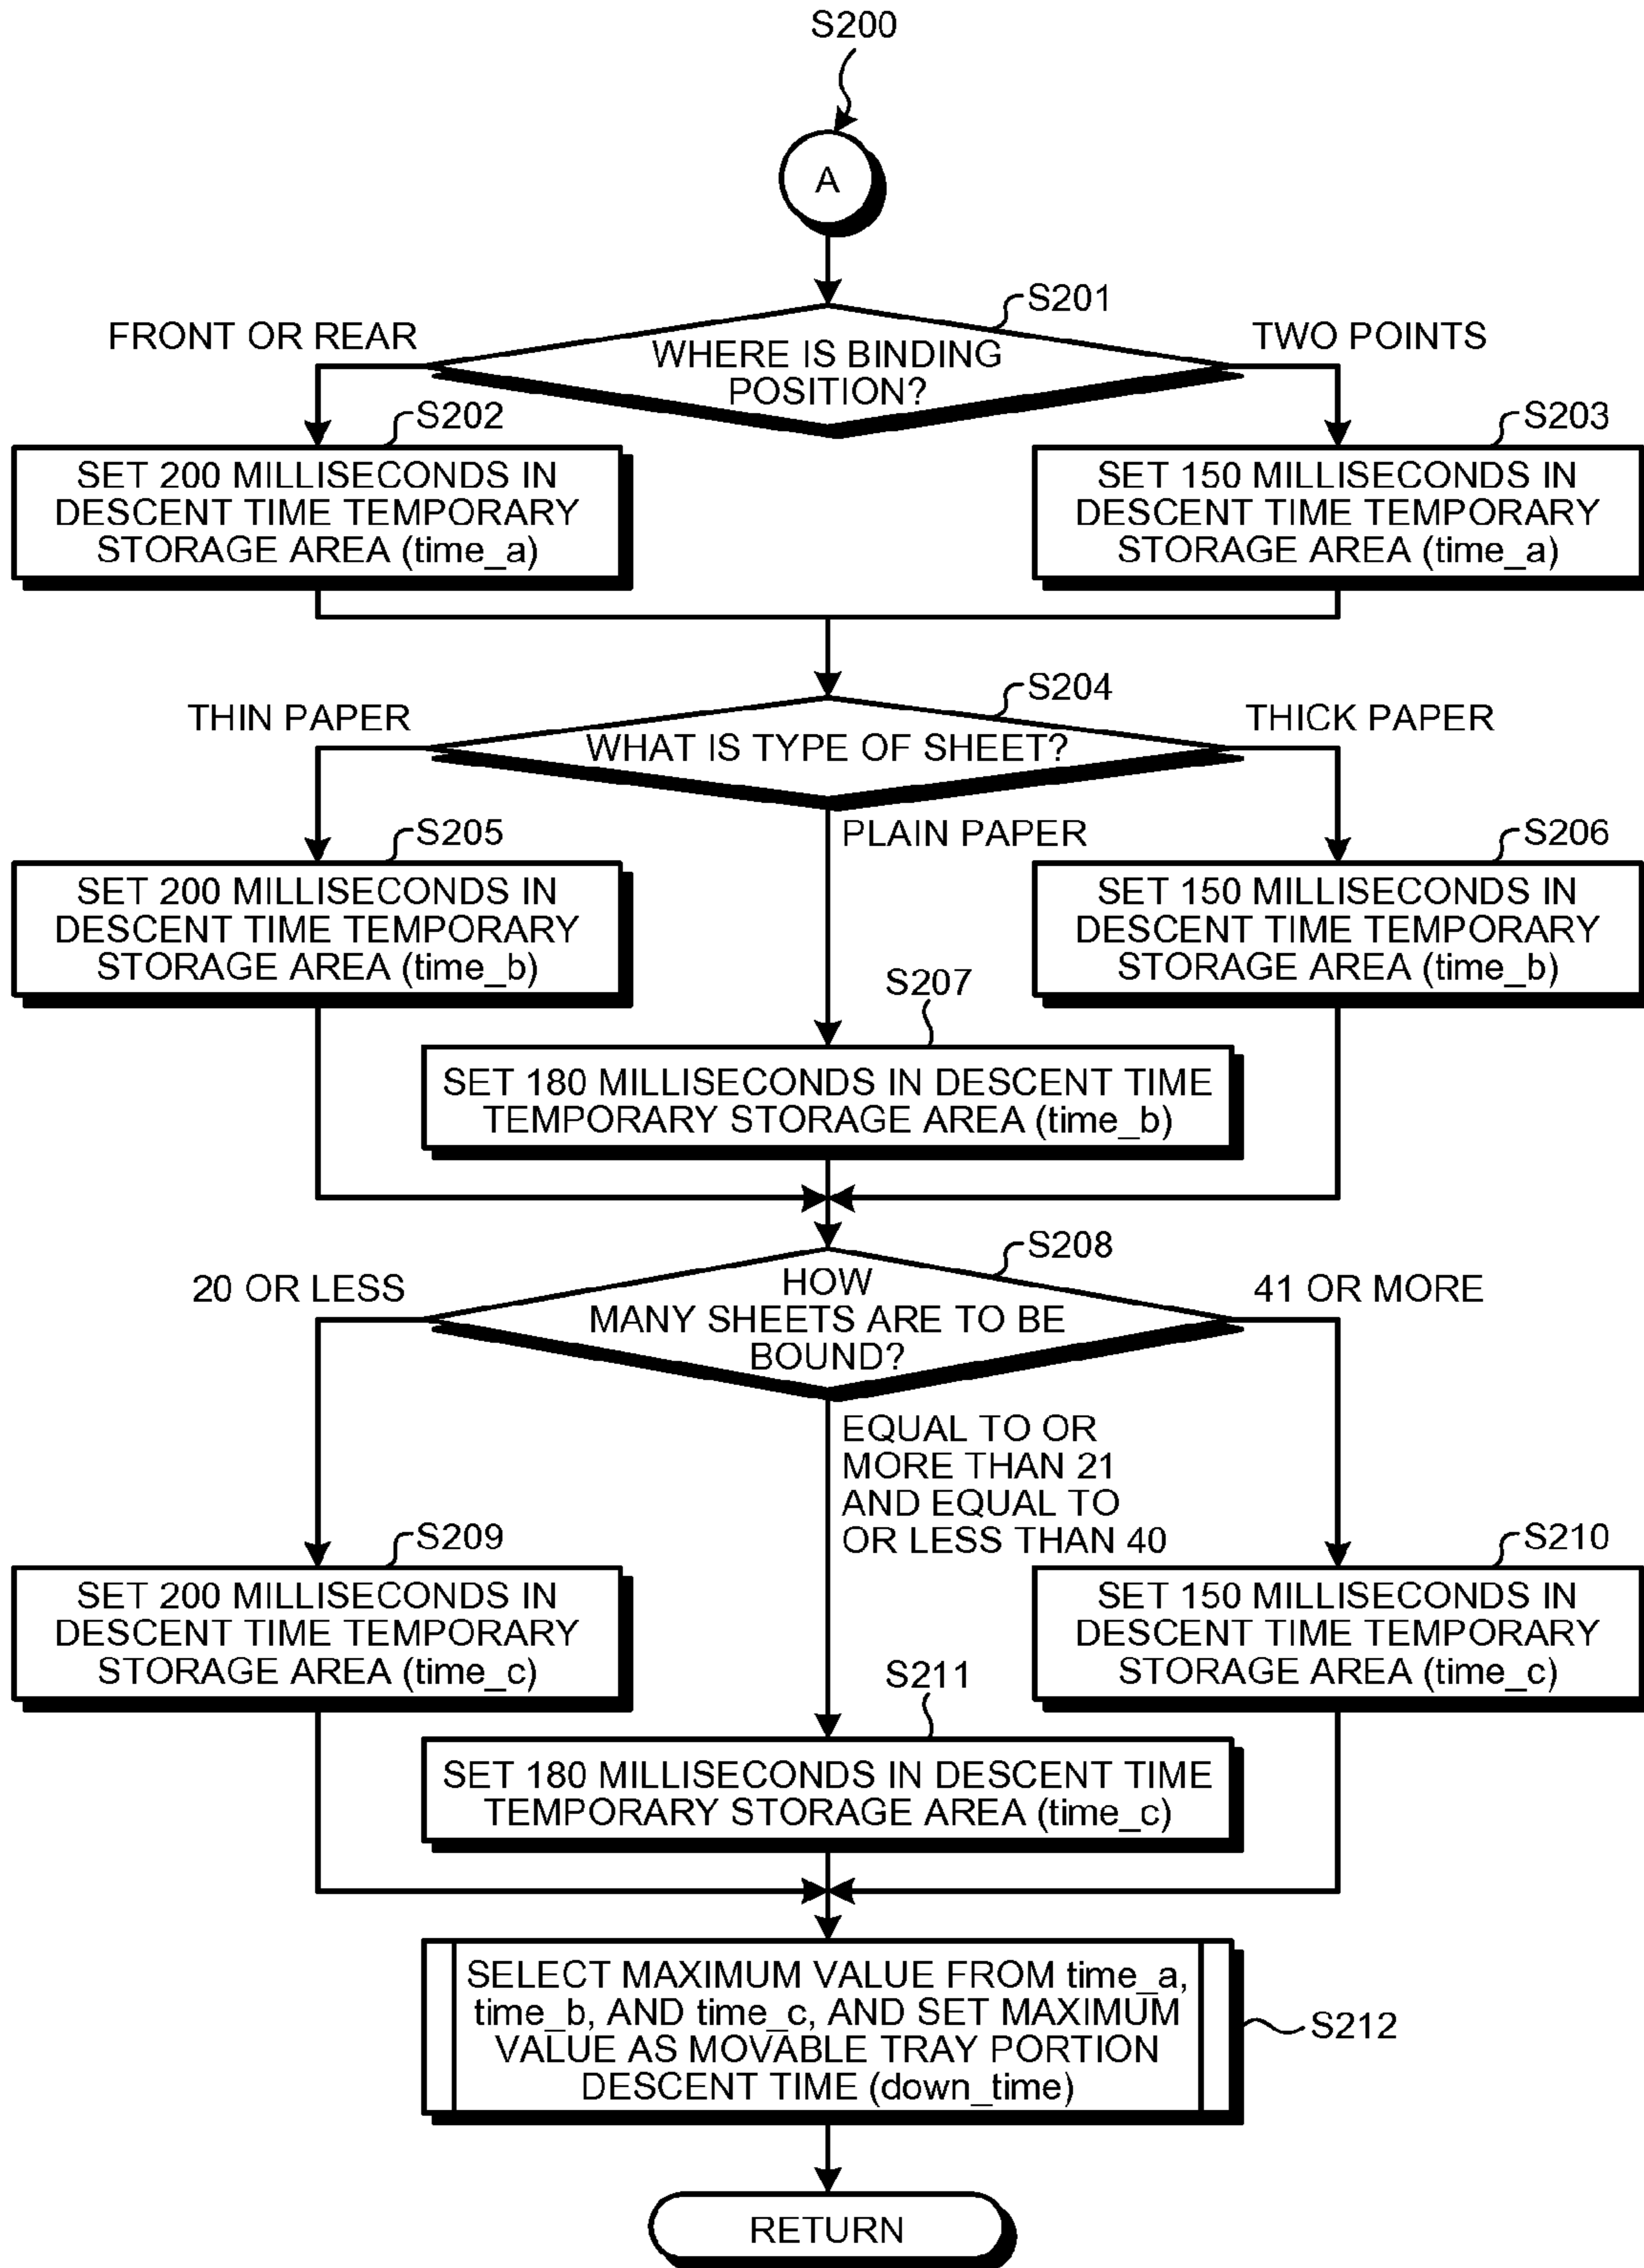 S200
A
S201
FRONT OR REAR
WHERE IS BINDING
POSITION?
TWO POINTS
S202
SET 200 MILLISECONDS IN
DESCENT TIME TEMPORARY
STORAGE AREA (time_a)
S203
SET 150 MILLISECONDS IN
DESCENT TIME TEMPORARY
STORAGE AREA (time_a)
S204
THIN PAPER
WHAT IS TYPE OF SHEET?
THICK PAPER
PLAIN PAPER
S205
SET 200 MILLISECONDS IN
DESCENT TIME TEMPORARY
STORAGE AREA (time_b)
S206
SET 150 MILLISECONDS IN
DESCENT TIME TEMPORARY
STORAGE AREA (time_b)
S207
SET 180 MILLISECONDS IN DESCENT TIME
TEMPORARY STORAGE AREA (time_b)
S208
20 OR LESS
HOW
MANY SHEETS ARE TO BE
BOUND?
41 OR MORE
EQUAL TO OR
MORE THAN 21
AND EQUAL TO
OR LESS THAN 40
S209
SET 200 MILLISECONDS IN
DESCENT TIME TEMPORARY
STORAGE AREA (time_c)
S210
SET 150 MILLISECONDS IN
DESCENT TIME TEMPORARY
STORAGE AREA (time_c)
S211
SET 180 MILLISECONDS IN DESCENT TIME
TEMPORARY STORAGE AREA (time_c)
SELECT MAXIMUM VALUE FROM time_a,
time_b, AND time_c, AND SET MAXIMUM
VALUE AS MOVABLE TRAY PORTION
DESCENT TIME (down_time)
S212
RETURN